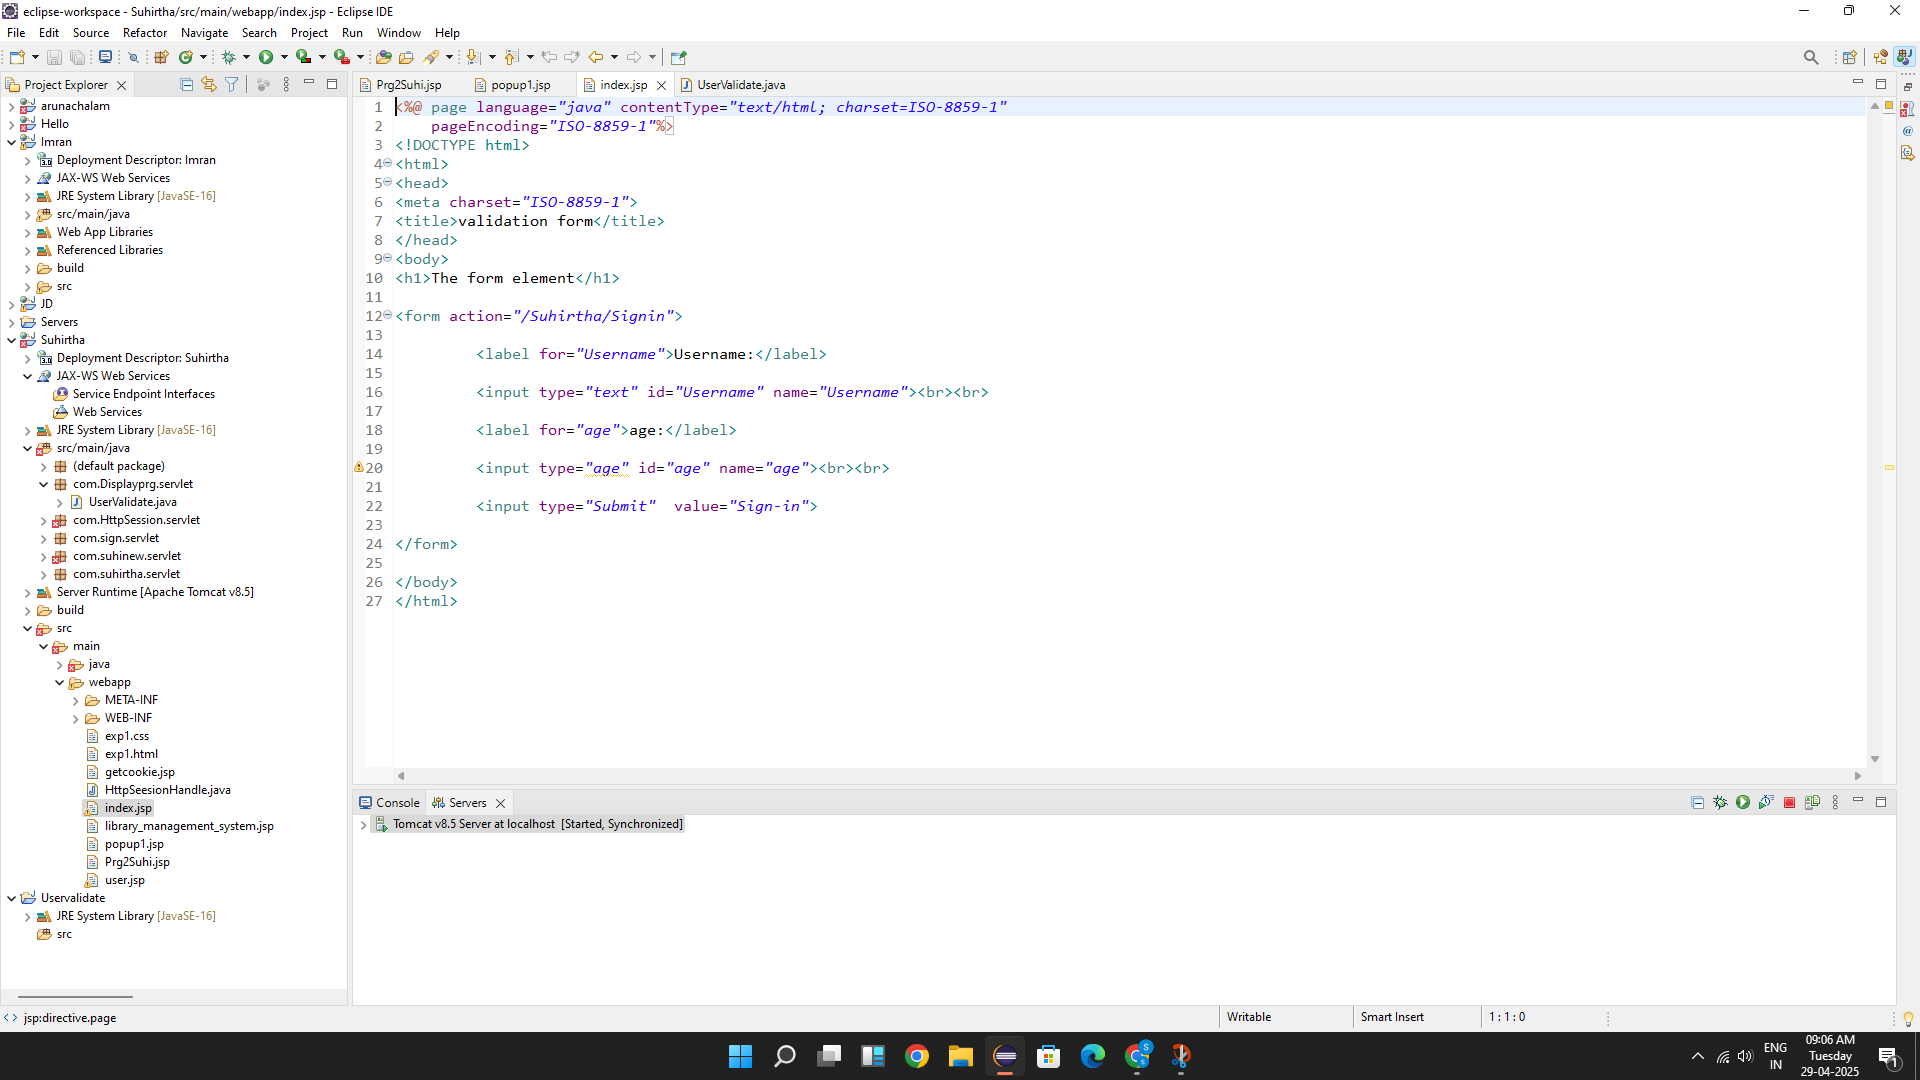 eclipse-workspace - Suhirtha/src/main/webapp/index.jsp - Eclipse IDE
File Edit Source Refactor Navigate Search Project Run Window Help
Project Explorer
arunachalam
Hello
Imran
Deployment Descriptor: Imran
JAX-WS Web Services
JRE System Library [JavaSE-16]
src/main/java
Web App Libraries
Referenced Libraries
build
src
JD
Servers
Suhirtha
Deployment Descriptor: Suhirtha
JAX-WS Web Services
Service Endpoint Interfaces
Web Services
JRE System Library [JavaSE-16]
src/main/java
(default package)
com.Displayprg.servlet
UserValidate.java
com.HttpSession.servlet
com.sign.servlet
com.suhinew.servlet
com.suhirtha.servlet
Server Runtime [Apache Tomcat v8.5]
build
src
main
java
webapp
META-INF
WEB-INF
exp1.css
exp1.html
getcookie.jsp
HttpSeesionHandle.java
index.jsp
library_management_system.jsp
popup1.jsp
Prg2Suhi.jsp
user.jsp
Uservalidate
JRE System Library [JavaSE-16]
src
Prg2Suhi.jsp popup1.jsp index.jsp UserValidate.java
1 <%@ page language="java" contentType="text/html; charset=ISO-8859-1"
2 pageEncoding="ISO-8859-1"%>
3 <!DOCTYPE html>
4 <html>
5 <head>
6 <meta charset="ISO-8859-1">
7 <title>validation form</title>
8 </head>
9 <body>
10 <h1>The form element</h1>
11
12 <form action="/Suhirtha/Signin">
13
14 <label for="Username">Username:</label>
15
16 <input type="text" id="Username" name="Username"><br><br>
17
18 <label for="age">age:</label>
19
20 <input type="age" id="age" name="age"><br><br>
21
22 <input type="Submit"  value="Sign-in">
23
24 </form>
25
26 </body>
27 </html>
Console Servers
Tomcat v8.5 Server at localhost [Started, Synchronized]
jsp:directive.page Writable Smart Insert 1 : 1 : 0
ENG
IN
09:06 AM
Tuesday
29-04-2025
1